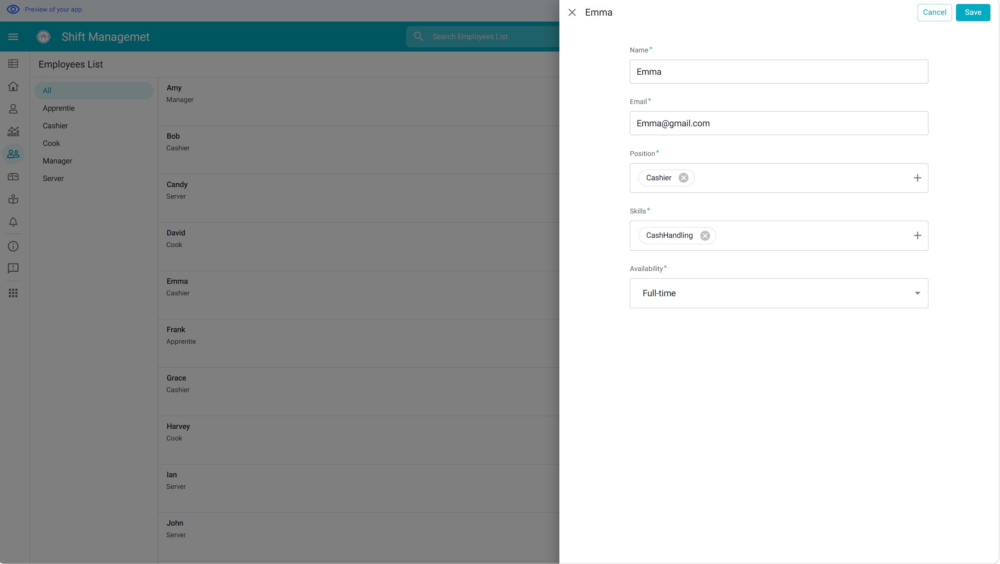 Preview of your app
Shift Managemet
Search Employees List
Employees List
All
Apprentie
Cashier
Cook
Manager
Server
Amy
Manager
Bob
Cashier
Candy
Server
David
Cook
Emma
Cashier
Frank
Apprentie
Grace
Cashier
Harvey
Cook
Ian
Server
John
Server
Emma
Cancel
Save
Name*
Emma
Email*
Emma@gmail.com
Position*
Cashier
Skills*
CashHandling
Availability*
Full-time